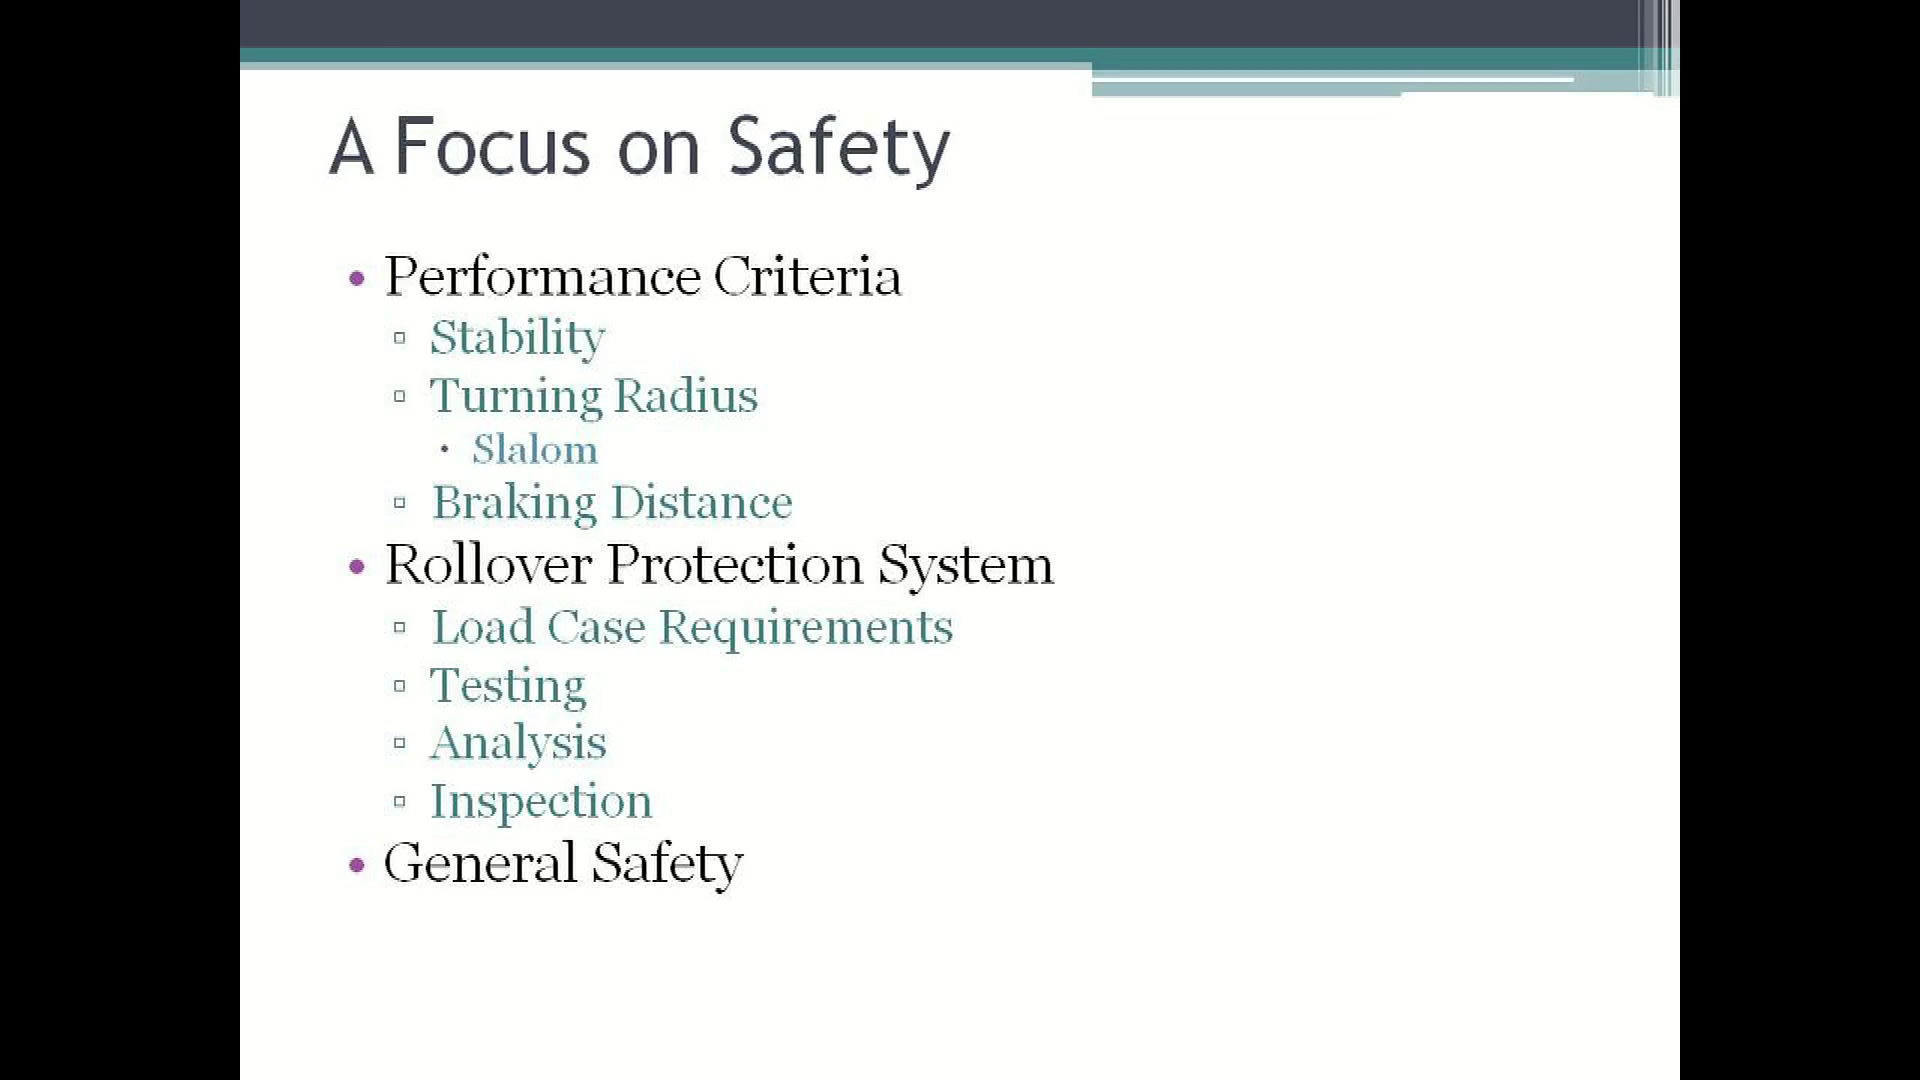 A Focus on Safety
• Performance Criteria
▫ Stability
▫ Turning Radius
• Slalom
▫ Braking Distance
• Rollover Protection System
▫ Load Case Requirements
▫ Testing
▫ Analysis
▫ Inspection
• General Safety